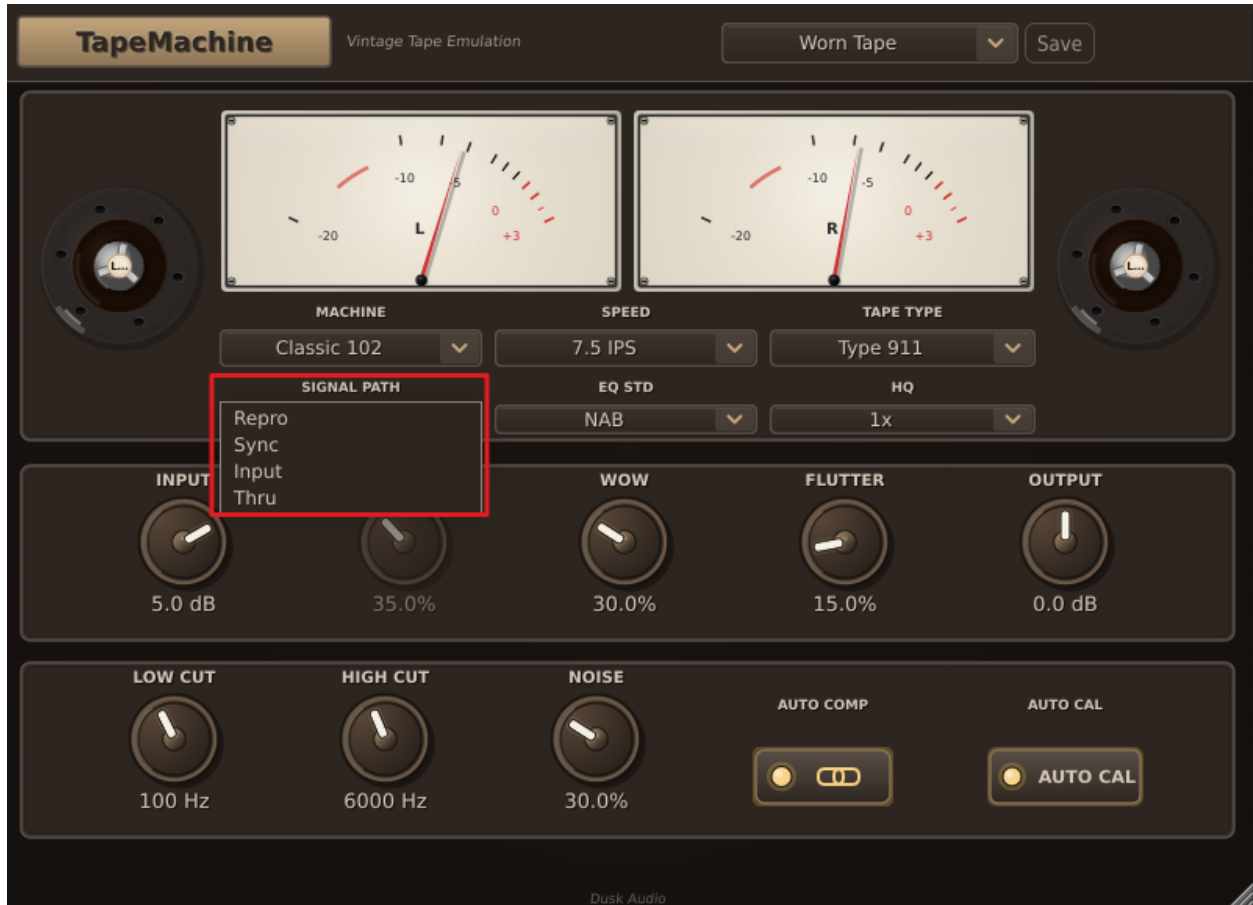 TapeMachine
Vintage Tape Emulation
Worn Tape
Save
-20
-10
-5
0
+3
L
-20
-10
-5
0
+3
R
L...
L...
MACHINE
SPEED
TAPE TYPE
Classic 102
7.5 IPS
Type 911
SIGNAL PATH
EQ STD
HQ
Repro
Sync
Input
Thru
NAB
1x
INPUT
WOW
FLUTTER
OUTPUT
5.0 dB
35.0%
30.0%
15.0%
0.0 dB
LOW CUT
HIGH CUT
NOISE
AUTO COMP
AUTO CAL
AUTO CAL
100 Hz
6000 Hz
30.0%
Dusk Audio